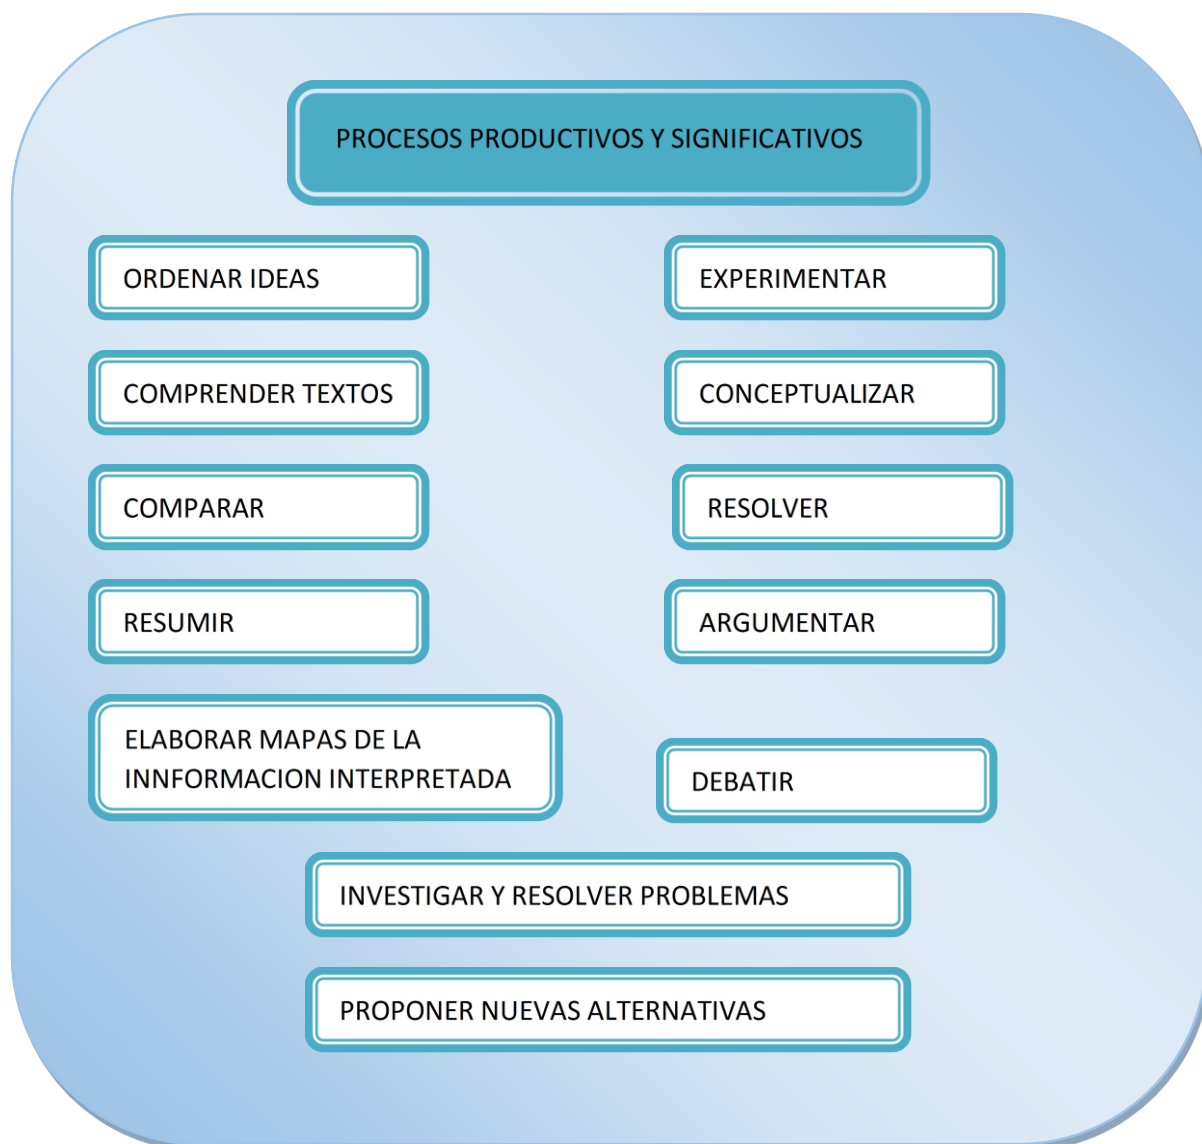 PROCESOS PRODUCTIVOS Y SIGNIFICATIVOS
ORDENAR IDEAS
EXPERIMENTAR
COMPRENDER TEXTOS
CONCEPTUALIZAR
COMPARAR
RESOLVER
RESUMIR
ARGUMENTAR
ELABORAR MAPAS DE LA
INNFORMACION INTERPRETADA
DEBATIR
INVESTIGAR Y RESOLVER PROBLEMAS
PROPONER NUEVAS ALTERNATIVAS